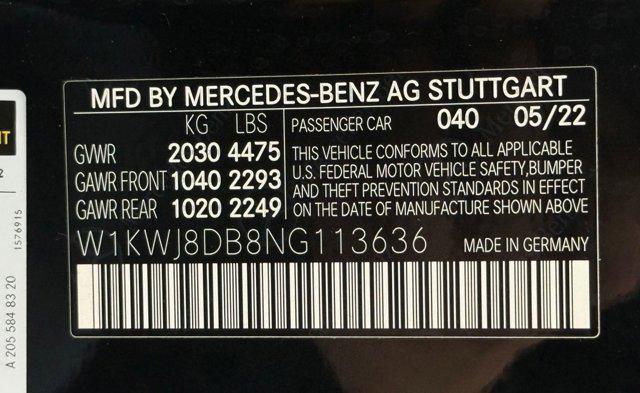 MFD BY MERCEDES-BENZ AG STUTTGART
KG LBS
GVWR 2030 4475
GAWR FRONT 1040 2293
GAWR REAR 1020 2249
PASSENGER CAR 040 05/22
THIS VEHICLE CONFORMS TO ALL APPLICABLE
U.S. FEDERAL MOTOR VEHICLE SAFETY,BUMPER
AND THEFT PREVENTION STANDARDS IN EFFECT
ON THE DATE OF MANUFACTURE SHOWN ABOVE
W1KWJ8DB8NG113636
MADE IN GERMANY
1576915
A 205 584 83 20